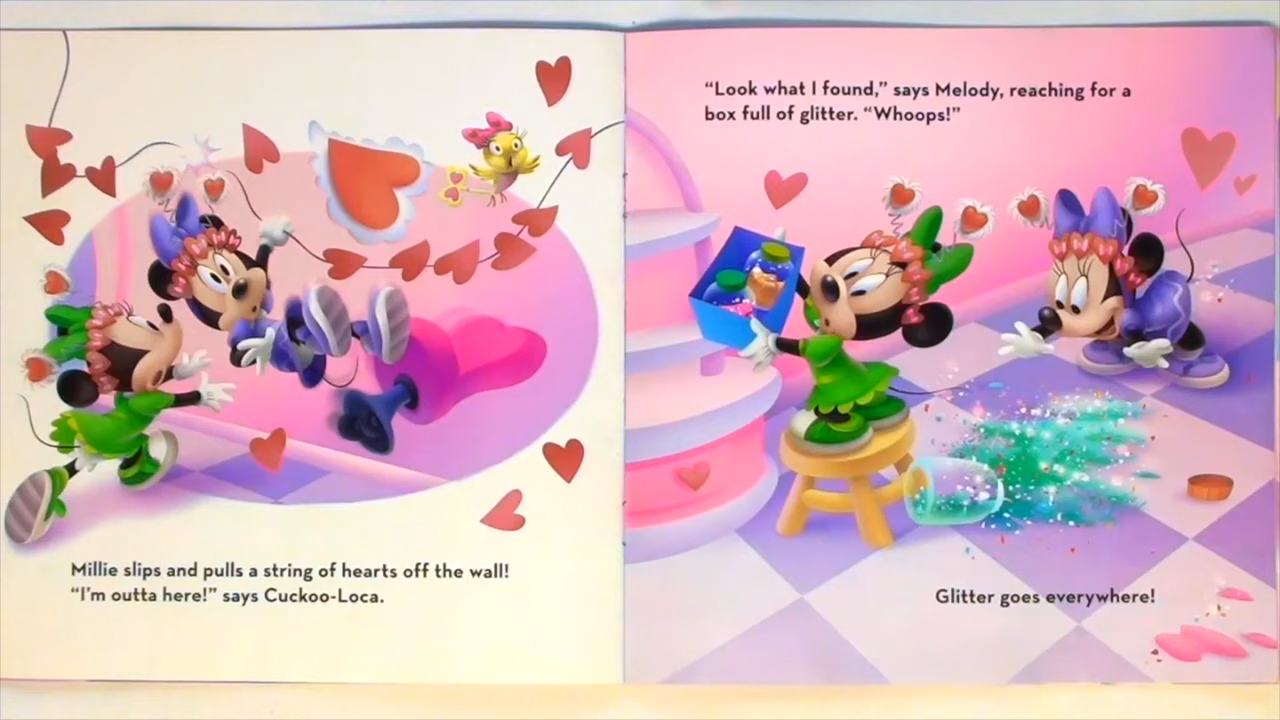 Millie slips and pulls a string of hearts off the wall!
“I’m outta here!” says Cuckoo-Loca.
“Look what I found,” says Melody, reaching for a
box full of glitter. “Whoops!”
Glitter goes everywhere!